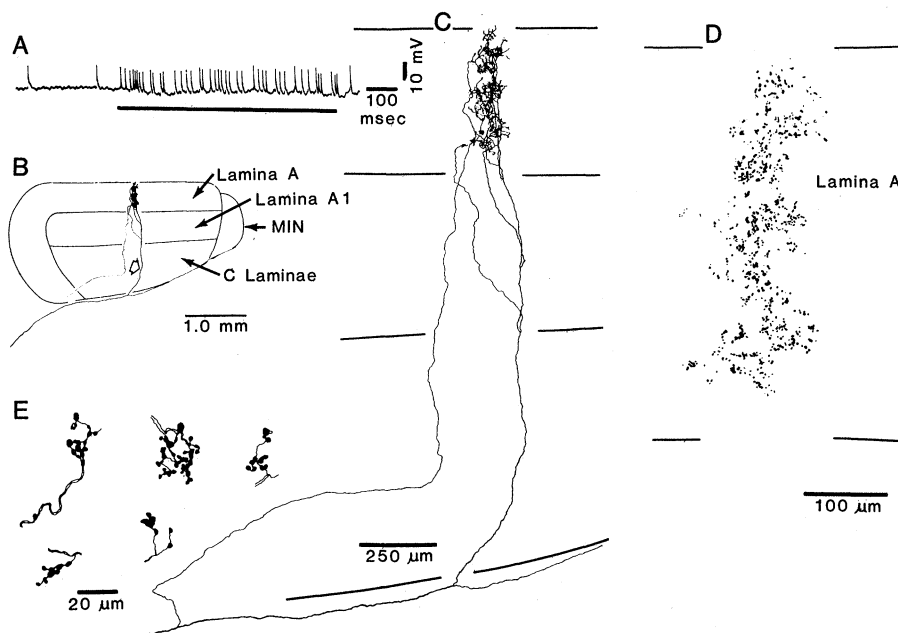 A
10 mV
100
msec
B
Lamina A
Lamina A1
MIN
C Laminae
1.0 mm
C
250 µm
D
Lamina A
100 µm
E
20 µm